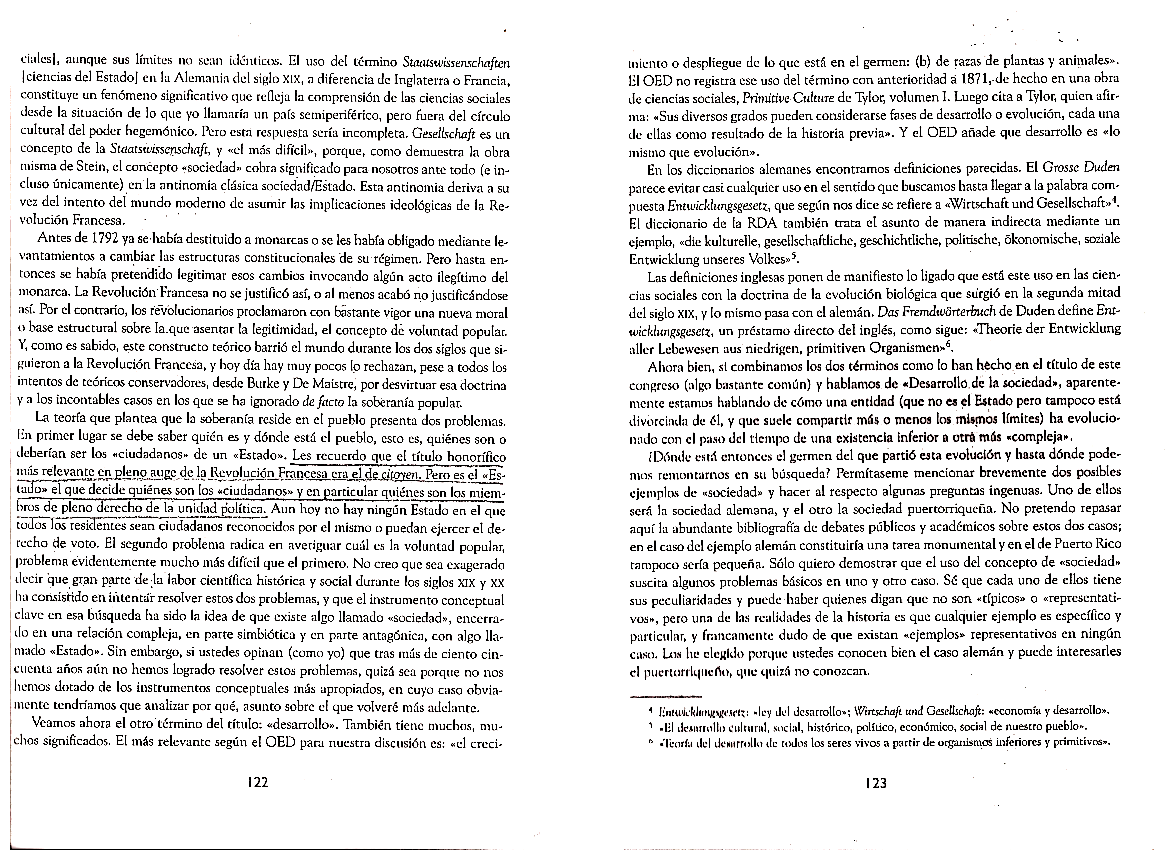 ciales], aunque sus límites no sean idénticos. El uso del término Staatswissenschaften
[ciencias del Estado] en la Alemania del siglo XIX, a diferencia de Inglaterra o Francia,
constituye un fenómeno significativo que refleja la comprensión de las ciencias sociales
desde la situación de lo que yo llamaría un país semiperiférico, pero fuera del círculo
cultural del poder hegemónico. Pero esta respuesta sería incompleta. Gesellschaft es un
concepto de la Staatswissenschaft, y «el más difícil», porque, como demuestra la obra
misma de Stein, el concepto «sociedad» cobra significado para nosotros ante todo (e in-
cluso únicamente) en la antinomia clásica sociedad/Estado. Esta antinomia deriva a su
vez del intento del mundo moderno de asumir las implicaciones ideológicas de la Re-
volución Francesa.
Antes de 1792 ya se había destituido a monarcas o se les había obligado mediante le-
vantamientos a cambiar las estructuras constitucionales de su régimen. Pero hasta en-
tonces se había pretendido legitimar esos cambios invocando algún acto ilegítimo del
monarca. La Revolución Francesa no se justificó así, o al menos acabó no justificándose
así. Por el contrario, los revolucionarios proclamaron con bastante vigor una nueva moral
o base estructural sobre la que asentar la legitimidad, el concepto de voluntad popular.
Y, como es sabido, este constructo teórico barrió el mundo durante los dos siglos que si-
guieron a la Revolución Francesa, y hoy día hay muy pocos lo rechazan, pese a todos los
intentos de teóricos conservadores, desde Burke y De Maistre, por desvirtuar esa doctrina
y a los incontables casos en los que se ha ignorado de facto la soberanía popular.
La teoría que plantea que la soberanía reside en el pueblo presenta dos problemas.
En primer lugar se debe saber quién es y dónde está el pueblo, esto es, quiénes son o
deberían ser los «ciudadanos» de un «Estado». Les recuerdo que el título honorífico
más relevante en pleno auge de la Revolución Francesa era el de citoyen. Pero es el «Es-
tado» el que decide quiénes son los «ciudadanos» y en particular quiénes son los miem-
bros de pleno derecho de la unidad política. Aun hoy no hay ningún Estado en el que
todos los residentes sean ciudadanos reconocidos por el mismo o puedan ejercer el de-
recho de voto. El segundo problema radica en averiguar cuál es la voluntad popular,
problema evidentemente mucho más difícil que el primero. No creo que sea exagerado
decir que gran parte de la labor científica histórica y social durante los siglos XIX y XX
ha consistido en intentar resolver estos dos problemas, y que el instrumento conceptual
clave en esa búsqueda ha sido la idea de que existe algo llamado «sociedad», encerra-
do en una relación compleja, en parte simbiótica y en parte antagónica, con algo lla-
mado «Estado». Sin embargo, si ustedes opinan (como yo) que tras más de ciento cin-
cuenta años aún no hemos logrado resolver estos problemas, quizá sea porque no nos
hemos dotado de los instrumentos conceptuales más apropiados, en cuyo caso obvia-
mente tendríamos que analizar por qué, asunto sobre el que volveré más adelante.
Veamos ahora el otro término del título: «desarrollo». También tiene muchos, mu-
chos significados. El más relevante según el OED para nuestra discusión es: «el creci-
122
miento o despliegue de lo que está en el germen: (b) de razas de plantas y animales».
El OED no registra ese uso del término con anterioridad a 1871, de hecho en una obra
de ciencias sociales, Primitive Culture de Tylor, volumen I. Luego cita a Tylor, quien afir-
ma: «Sus diversos grados pueden considerarse fases de desarrollo o evolución, cada una
de ellas como resultado de la historia previa». Y el OED añade que desarrollo es «lo
mismo que evolución».
En los diccionarios alemanes encontramos definiciones parecidas. El Grosse Duden
parece evitar casi cualquier uso en el sentido que buscamos hasta llegar a la palabra com-
puesta Entwicklungsgesetz, que según nos dice se refiere a «Wirtschaft und Gesellschaft»⁴.
El diccionario de la RDA también trata el asunto de manera indirecta mediante un
ejemplo, «die kulturelle, gesellschaftliche, geschichtliche, politische, ökonomische, soziale
Entwicklung unseres Volkes»⁵.
Las definiciones inglesas ponen de manifiesto lo ligado que está este uso en las cien-
cias sociales con la doctrina de la evolución biológica que surgió en la segunda mitad
del siglo XIX, y lo mismo pasa con el alemán. Das Fremdwörterbuch de Duden define Ent-
wicklungsgesetz, un préstamo directo del inglés, como sigue: «Theorie der Entwicklung
aller Lebewesen aus niedrigen, primitiven Organismen»⁶.
Ahora bien, si combinamos los dos términos como lo han hecho en el título de este
congreso (algo bastante común) y hablamos de «Desarrollo de la sociedad», aparente-
mente estamos hablando de cómo una entidad (que no es el Estado pero tampoco está
divorciada de él, y que suele compartir más o menos los mismos límites) ha evolucio-
nado con el paso del tiempo de una existencia inferior a otra más «compleja».
¿Dónde está entonces el germen del que partió esta evolución y hasta dónde pode-
mos remontarnos en su búsqueda? Permítaseme mencionar brevemente dos posibles
ejemplos de «sociedad» y hacer al respecto algunas preguntas ingenuas. Uno de ellos
será la sociedad alemana, y el otro la sociedad puertorriqueña. No pretendo repasar
aquí la abundante bibliografía de debates públicos y académicos sobre estos dos casos;
en el caso del ejemplo alemán constituiría una tarea monumental y en el de Puerto Rico
tampoco sería pequeña. Sólo quiero demostrar que el uso del concepto de «sociedad»
suscita algunos problemas básicos en uno y otro caso. Sé que cada uno de ellos tiene
sus peculiaridades y puede haber quienes digan que no son «típicos» o «representati-
vos», pero una de las realidades de la historia es que cualquier ejemplo es específico y
particular, y francamente dudo de que existan «ejemplos» representativos en ningún
caso. Los he elegido porque ustedes conocen bien el caso alemán y puede interesarles
el puertorriqueño, que quizá no conozcan.
⁴ Entwicklungsgesetz: «ley del desarrollo»; Wirtschaft und Gesellschaft: «economía y desarrollo».
⁵ «El desarrollo cultural, social, histórico, político, económico, social de nuestro pueblo».
⁶ «Teoría del desarrollo de todos los seres vivos a partir de organismos inferiores y primitivos».
123